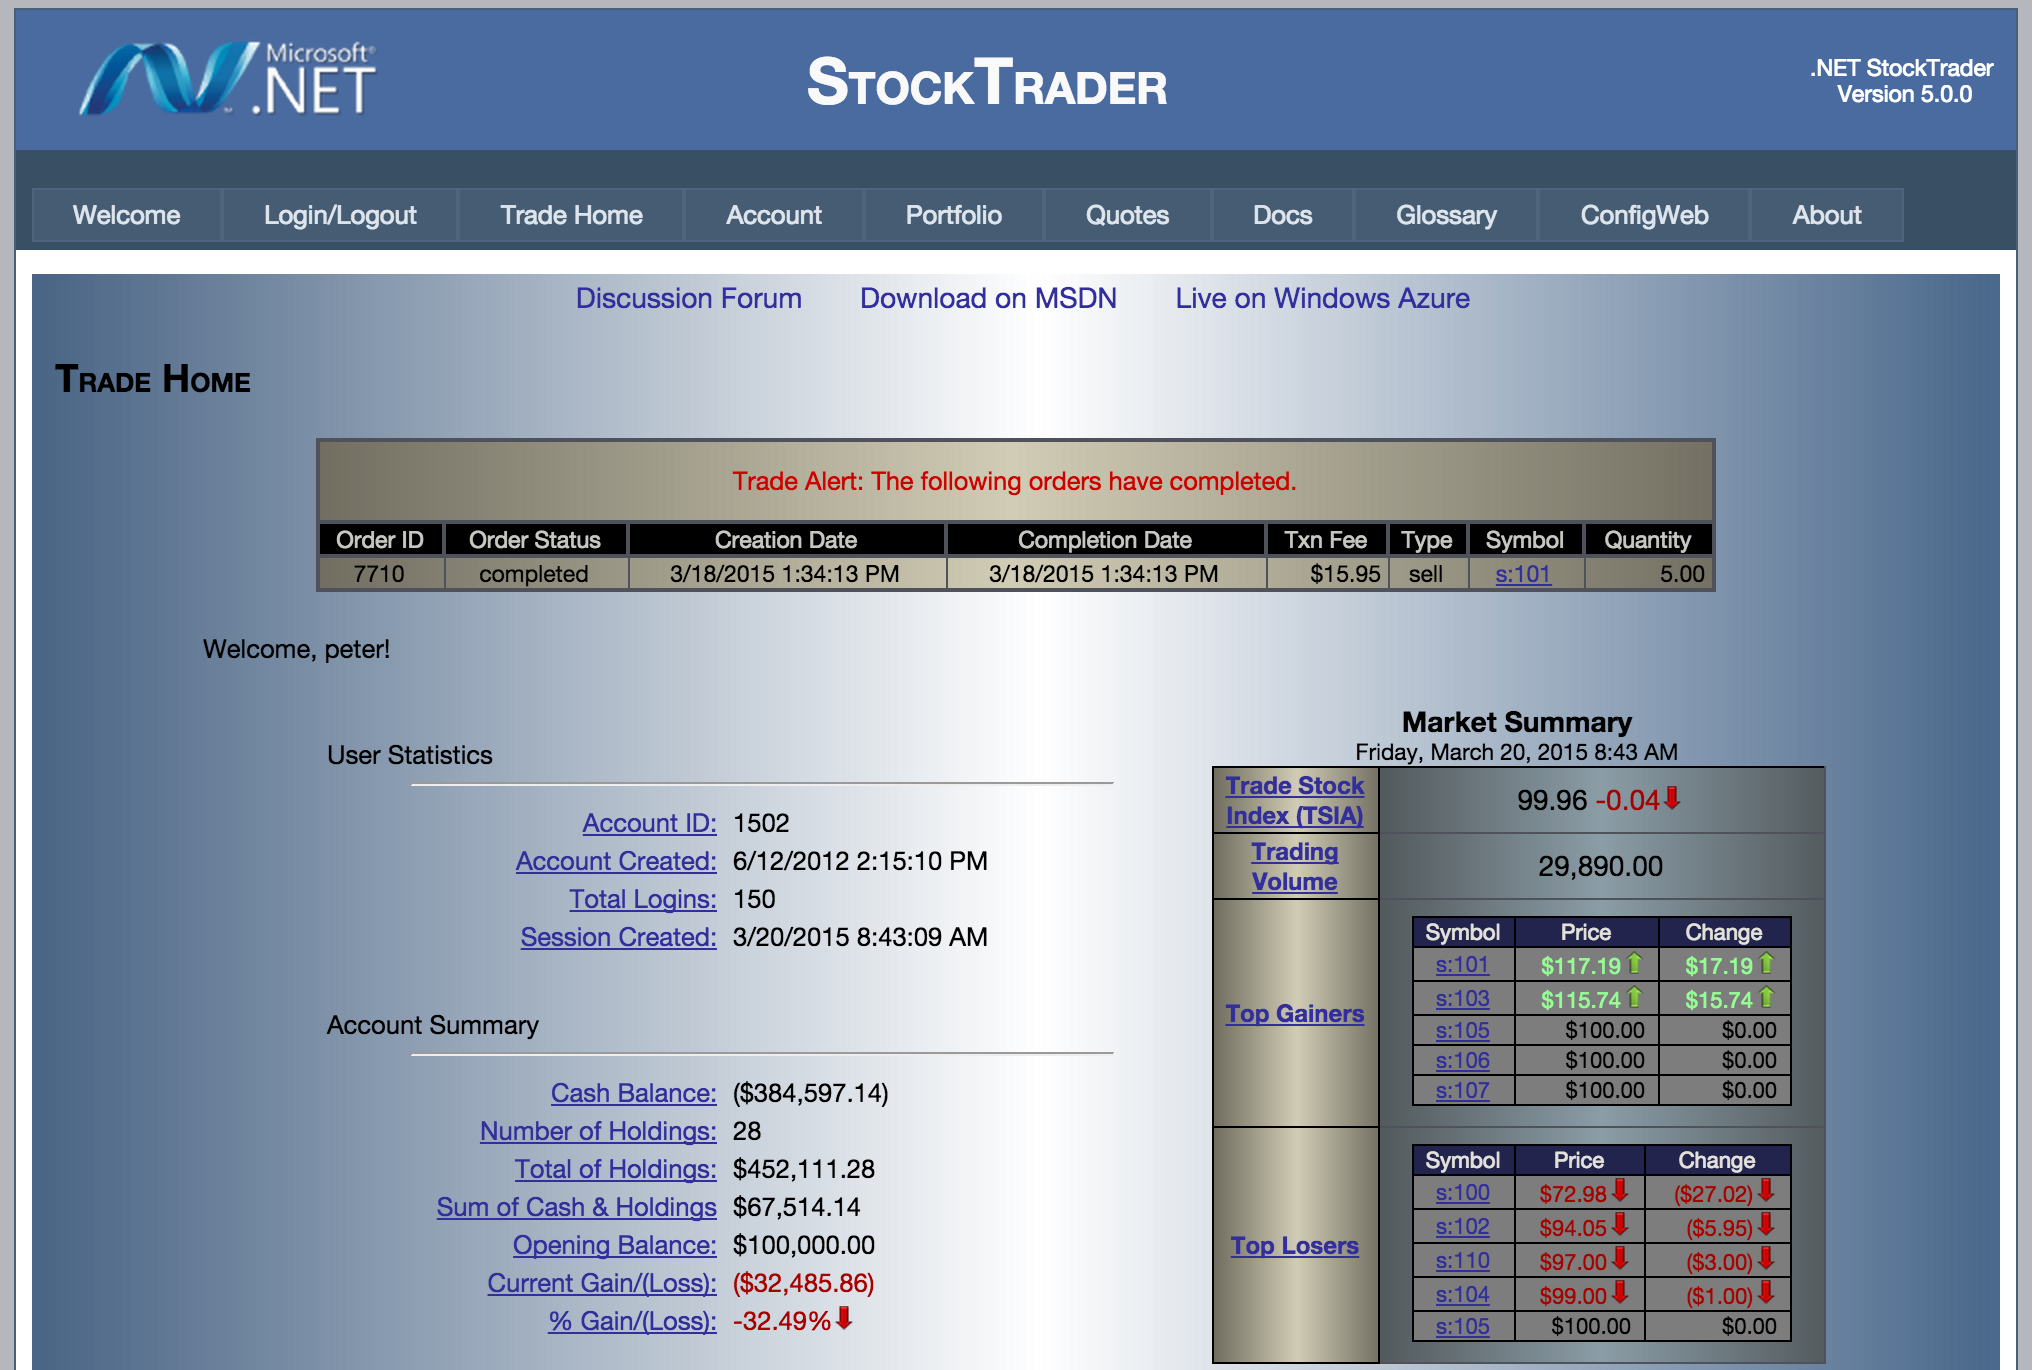 Microsoft®
.NET
™
STOCKTRADER
.NET StockTrader
Version 5.0.0
Welcome Login/Logout Trade Home Account Portfolio Quotes Docs Glossary ConfigWeb About
Discussion Forum Download on MSDN Live on Windows Azure
TRADE HOME
Trade Alert: The following orders have completed.
Order ID Order Status Creation Date Completion Date Txn Fee Type Symbol Quantity
7710 completed 3/18/2015 1:34:13 PM 3/18/2015 1:34:13 PM $15.95 sell s:101 5.00
Welcome, peter!
User Statistics
Account ID: 1502
Account Created: 6/12/2012 2:15:10 PM
Total Logins: 150
Session Created: 3/20/2015 8:43:09 AM
Account Summary
Cash Balance: ($384,597.14)
Number of Holdings: 28
Total of Holdings: $452,111.28
Sum of Cash & Holdings $67,514.14
Opening Balance: $100,000.00
Current Gain/(Loss): ($32,485.86)
% Gain/(Loss): -32.49%
Market Summary
Friday, March 20, 2015 8:43 AM
Trade Stock
Index (TSIA)
99.96 -0.04
Trading
Volume
29,890.00
Top Gainers
Symbol Price Change
s:101 $117.19 $17.19
s:103 $115.74 $15.74
s:105 $100.00 $0.00
s:106 $100.00 $0.00
s:107 $100.00 $0.00
Top Losers
Symbol Price Change
s:100 $72.98 ($27.02)
s:102 $94.05 ($5.95)
s:110 $97.00 ($3.00)
s:104 $99.00 ($1.00)
s:105 $100.00 $0.00